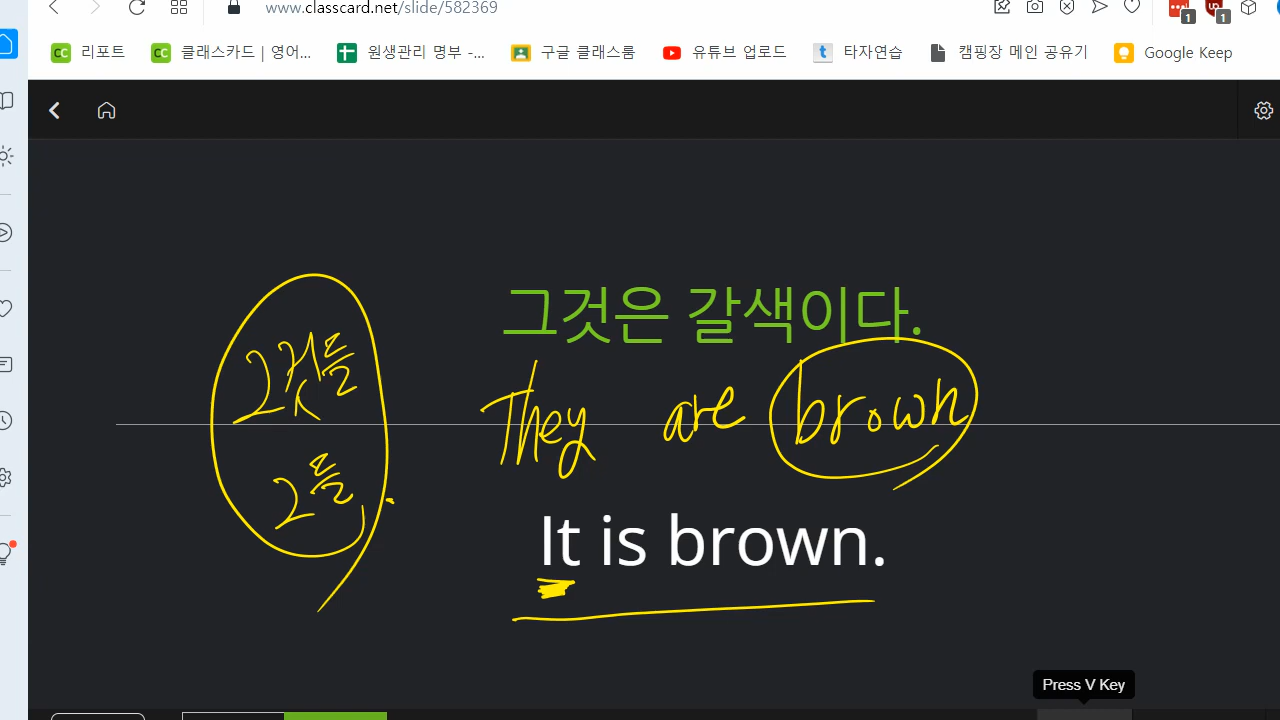 www.classcard.net/slide/582369
1 1
리포트 클래스카드 | 영어... 원생관리 명부 -... 구글 클래스룸 유튜브 업로드 타자연습 캠핑장 메인 공유기 Google Keep
그것은 갈색이다.
그것들
They are brown
그들
It is brown.
Press V Key